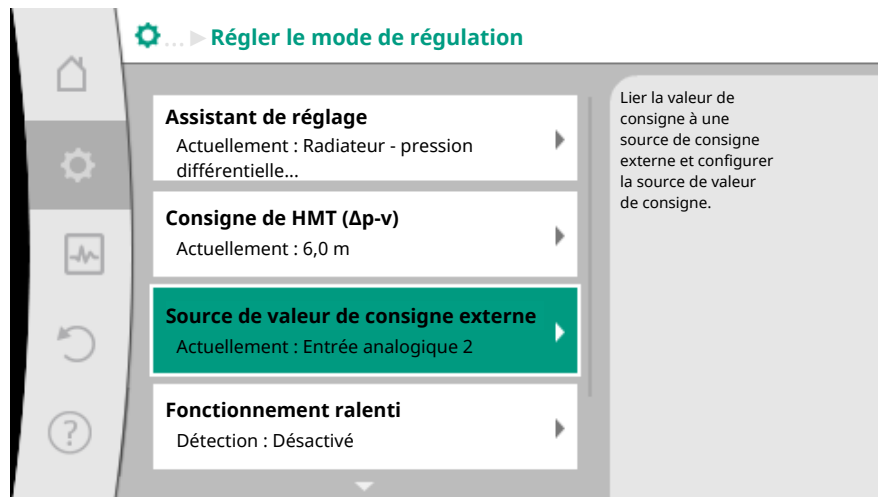 ... Régler le mode de régulation
Assistant de réglage
Actuellement : Radiateur - pression
différentielle...
Consigne de HMT (Δp-v)
Actuellement : 6,0 m
Source de valeur de consigne externe
Actuellement : Entrée analogique 2
Fonctionnement ralenti
Détection : Désactivé
Lier la valeur de
consigne à une
source de consigne
externe et configurer
la source de valeur
de consigne.